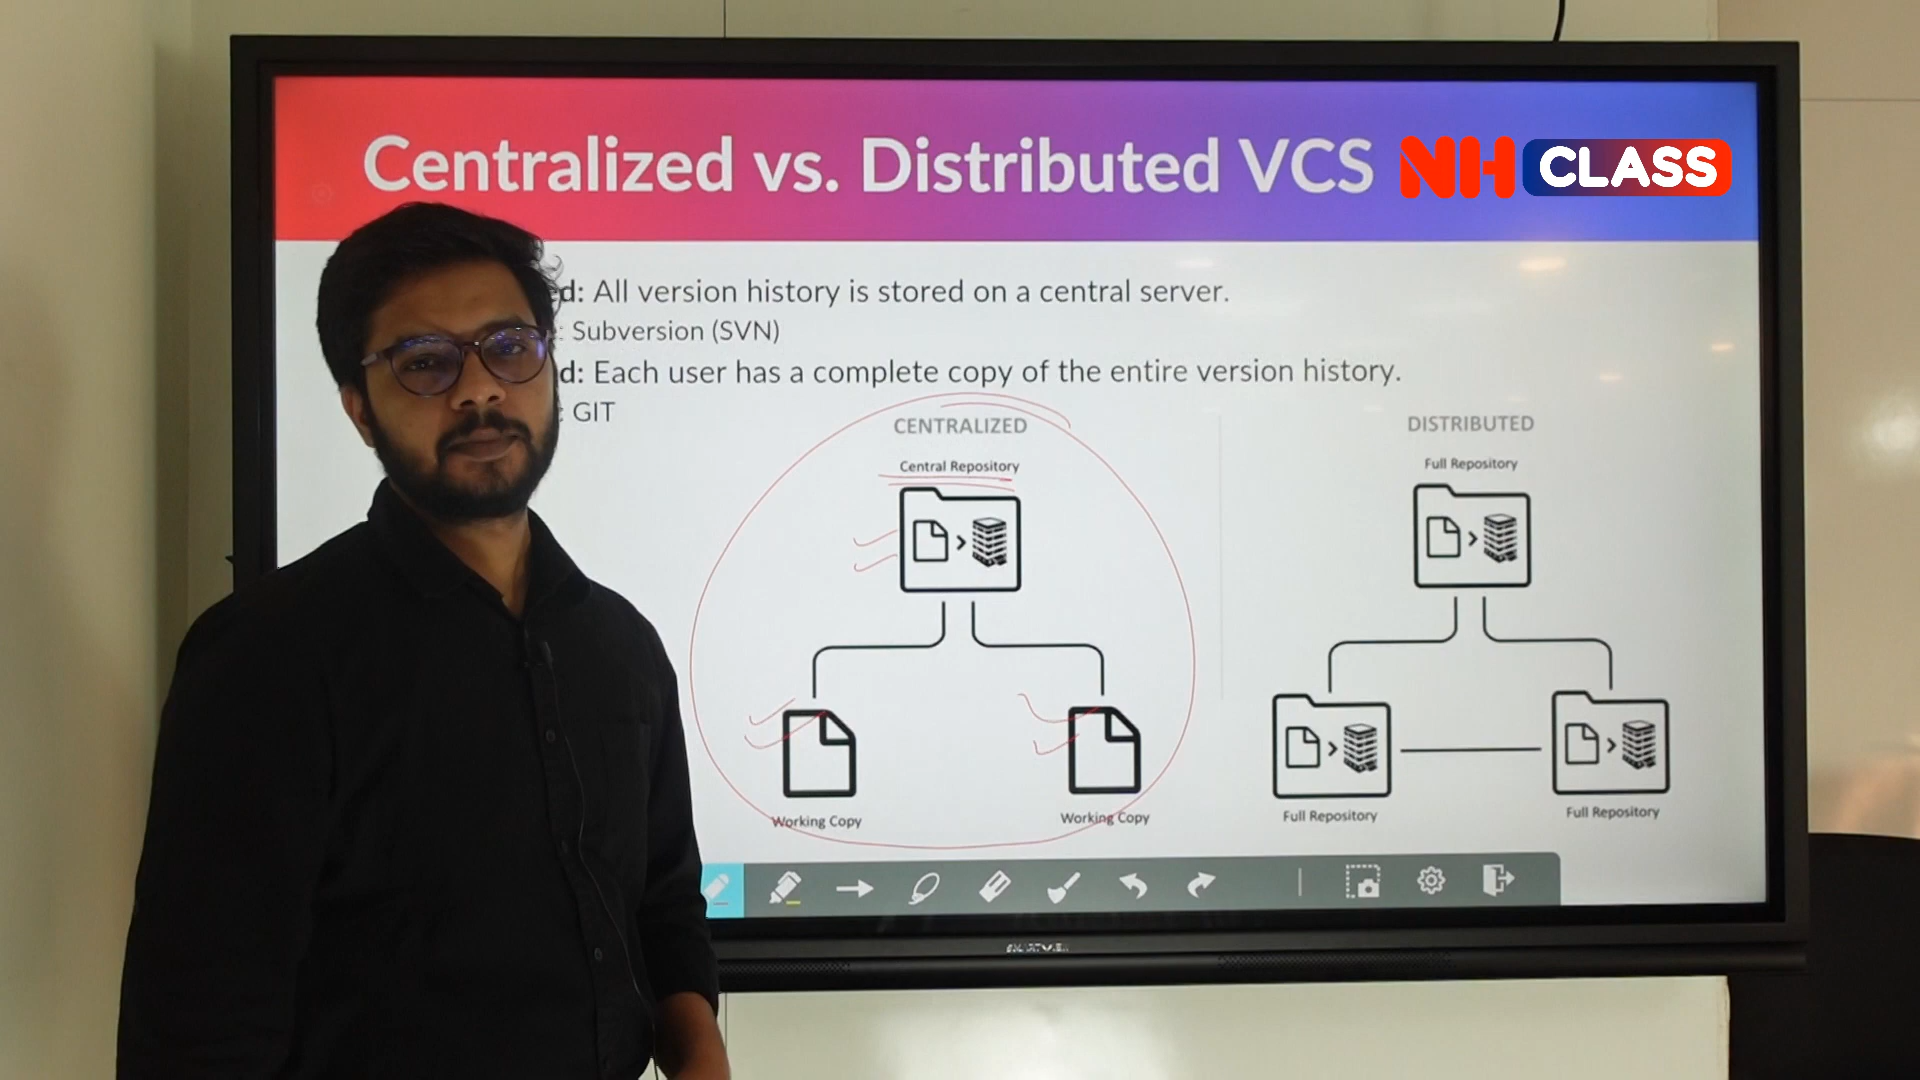 Centralized vs. Distributed VCS
NH CLASS
d: All version history is stored on a central server.
: Subversion (SVN)
d: Each user has a complete copy of the entire version history.
: GIT
CENTRALIZED
Central Repository
Working Copy
Working Copy
DISTRIBUTED
Full Repository
Full Repository
Full Repository